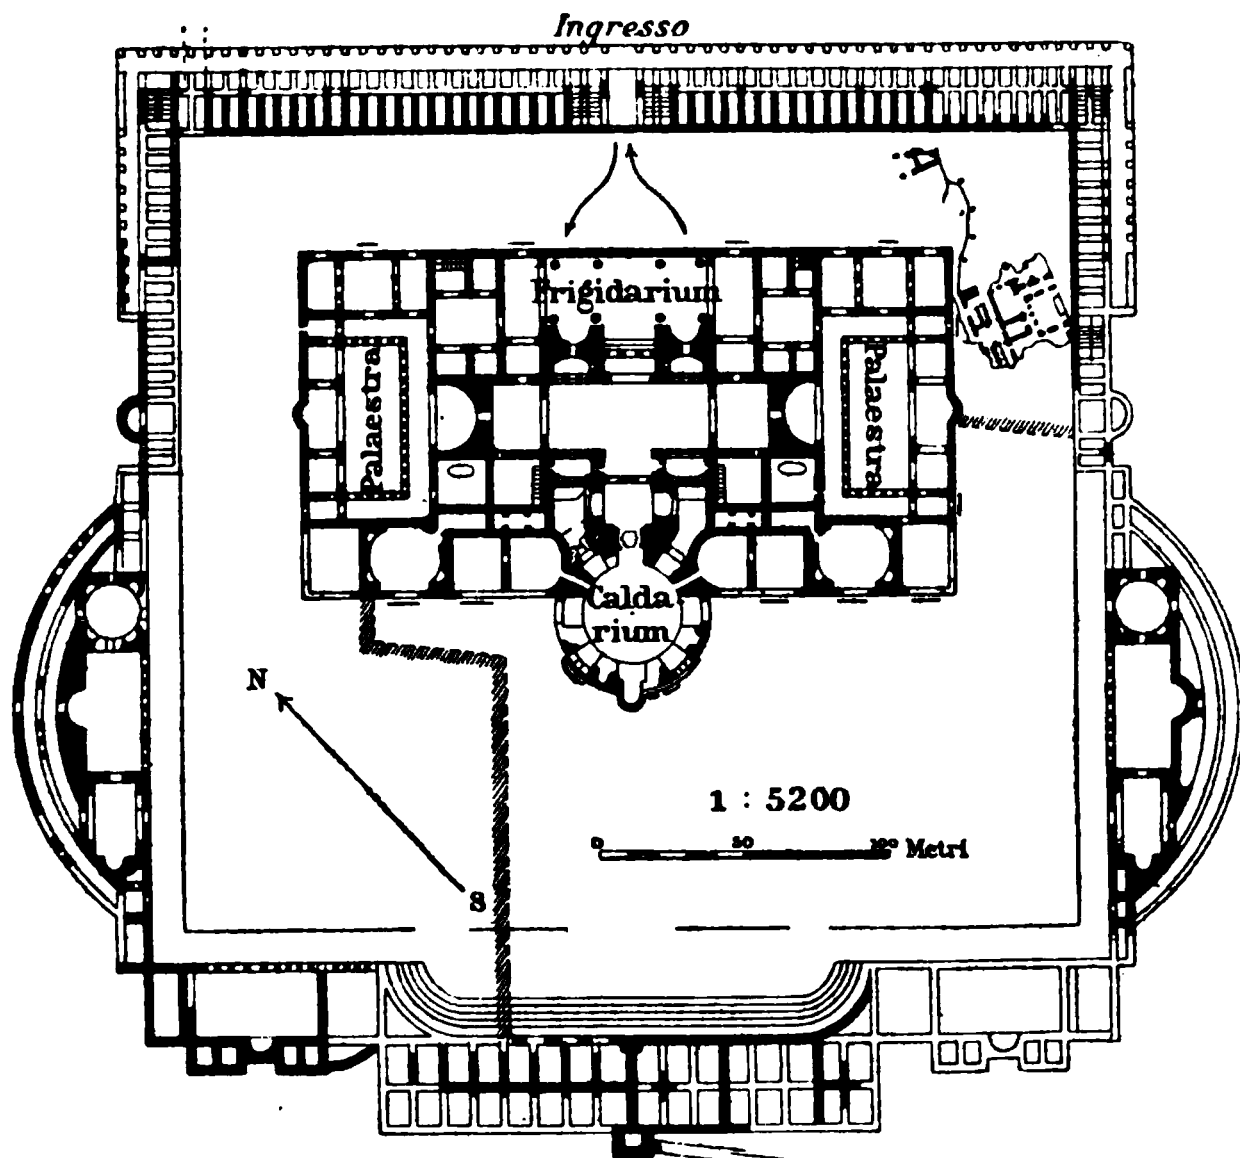 Ingresso
Frigidarium
Palaestra
Palaestra
Calda
rium
N
S
1 : 5200
0 50 100 Metri